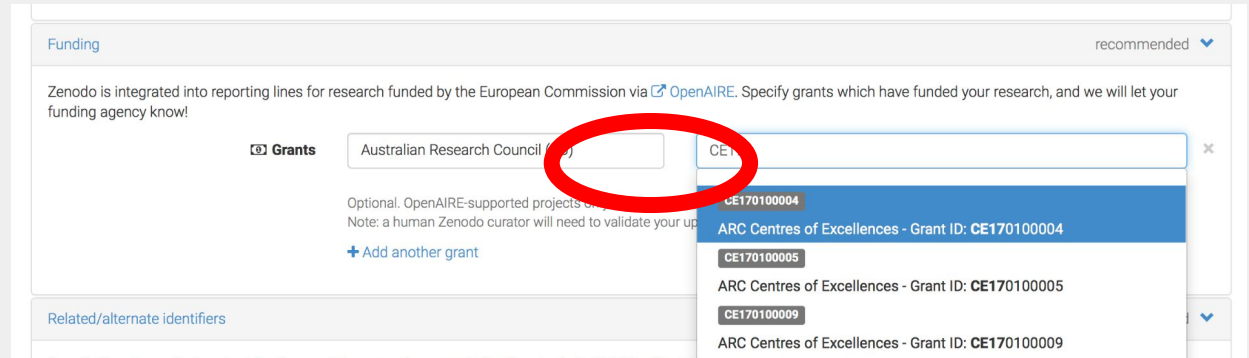 Funding
recommended
Zenodo is integrated into reporting lines for research funded by the European Commission via OpenAIRE. Specify grants which have funded your research, and we will let your
funding agency know!
Grants
Australian Research Council
CE1
Optional. OpenAIRE-supported projects
Note: a human Zenodo curator will need to validate your
+ Add another grant
CE170100004
ARC Centres of Excellences - Grant ID: CE170100004
CE170100005
ARC Centres of Excellences - Grant ID: CE170100005
CE170100009
ARC Centres of Excellences - Grant ID: CE170100009
Related/alternate identifiers